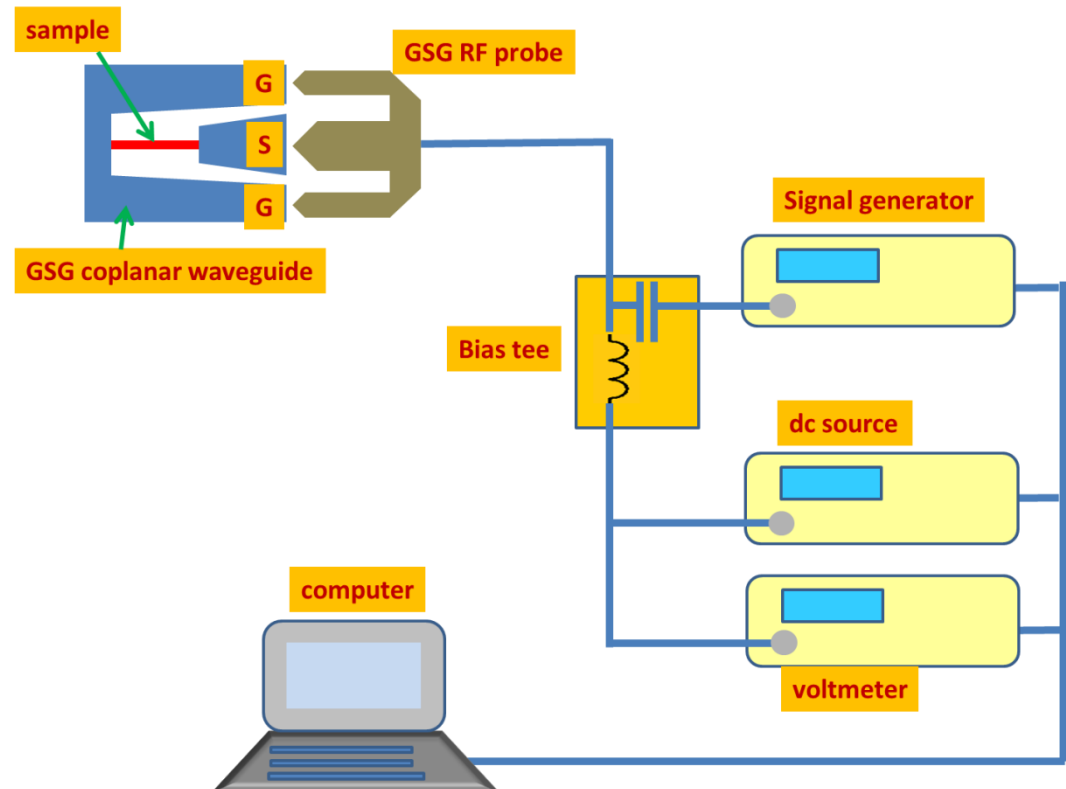 sample
GSG RF probe
G
S
G
GSG coplanar waveguide
Signal generator
Bias tee
dc source
computer
voltmeter